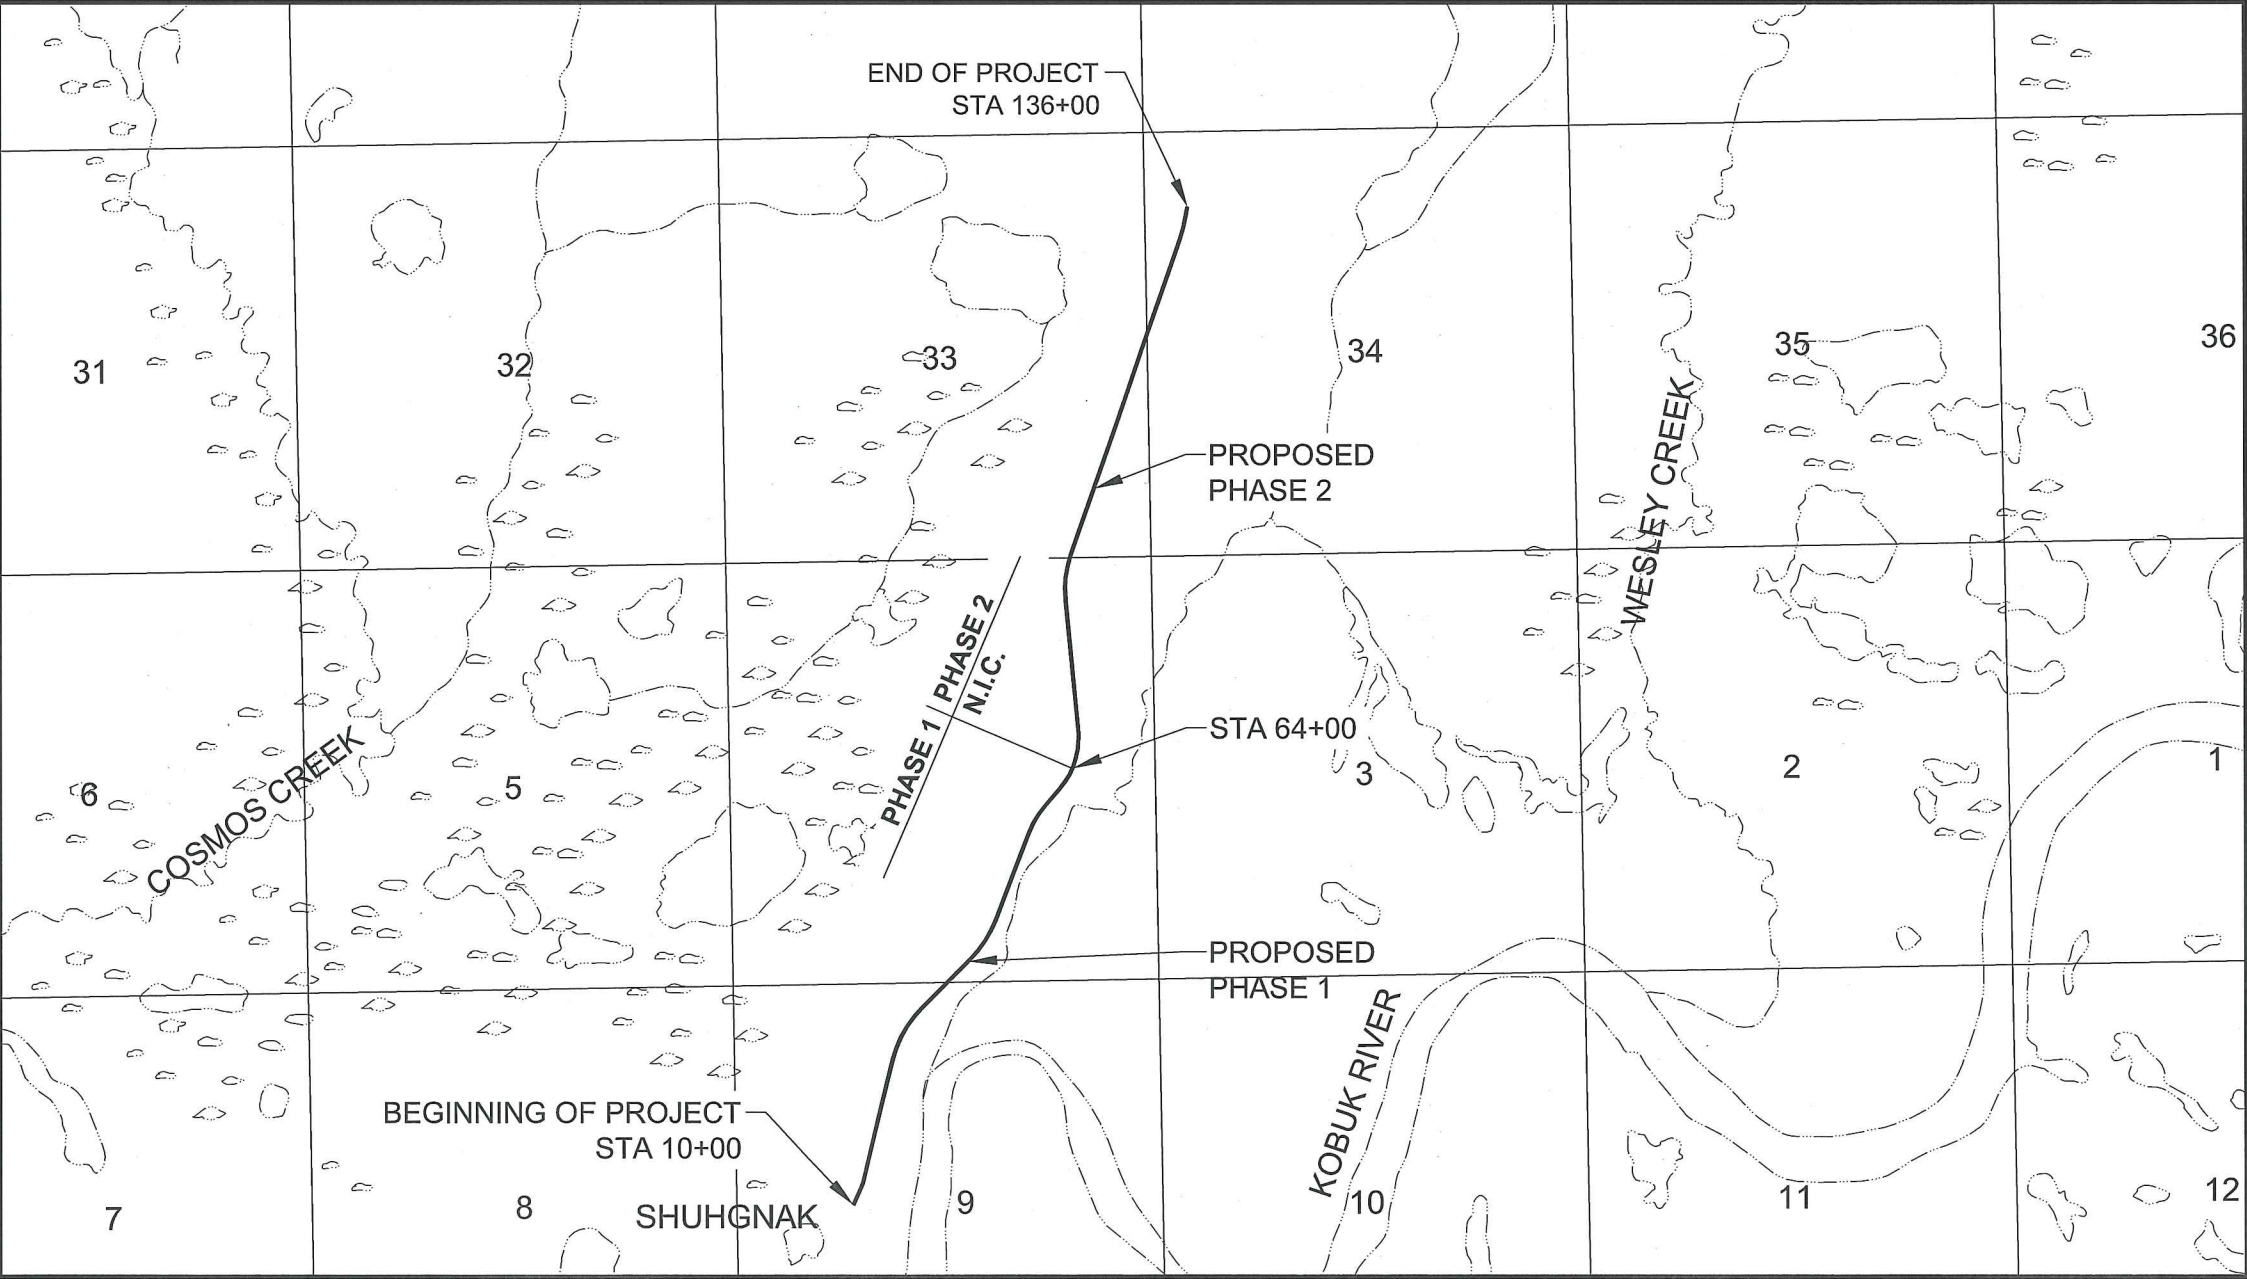 END OF PROJECT
STA 136+00
31
32
33
34
35
36
PROPOSED
PHASE 2
WESLEY CREEK
PHASE 1
PHASE 2
N.I.C.
STA 64+00
COSMOS CREEK
6
5
3
2
1
PROPOSED
PHASE 1
KOBUK RIVER
BEGINNING OF PROJECT
STA 10+00
SHUHGNAK
7
8
9
10
11
12